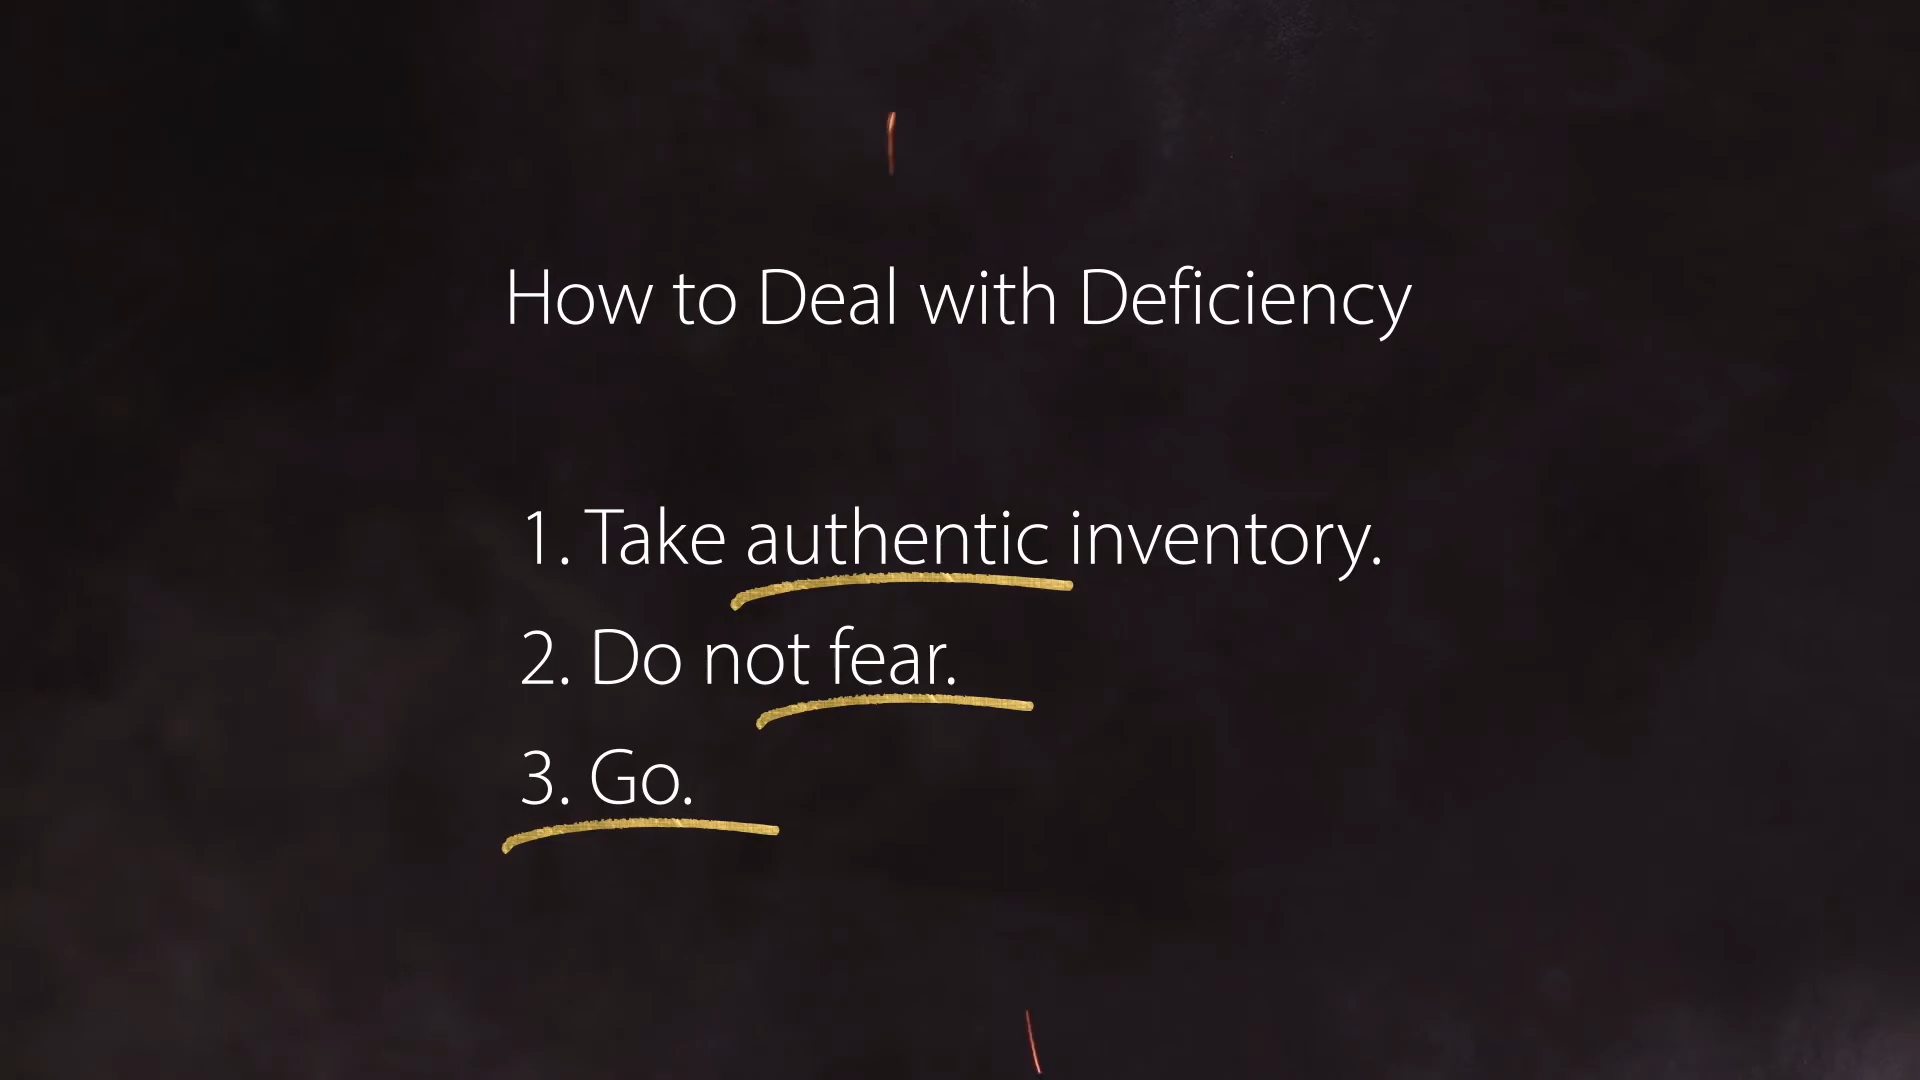 How to Deal with Deficiency
1. Take authentic inventory.
2. Do not fear.
3. Go.